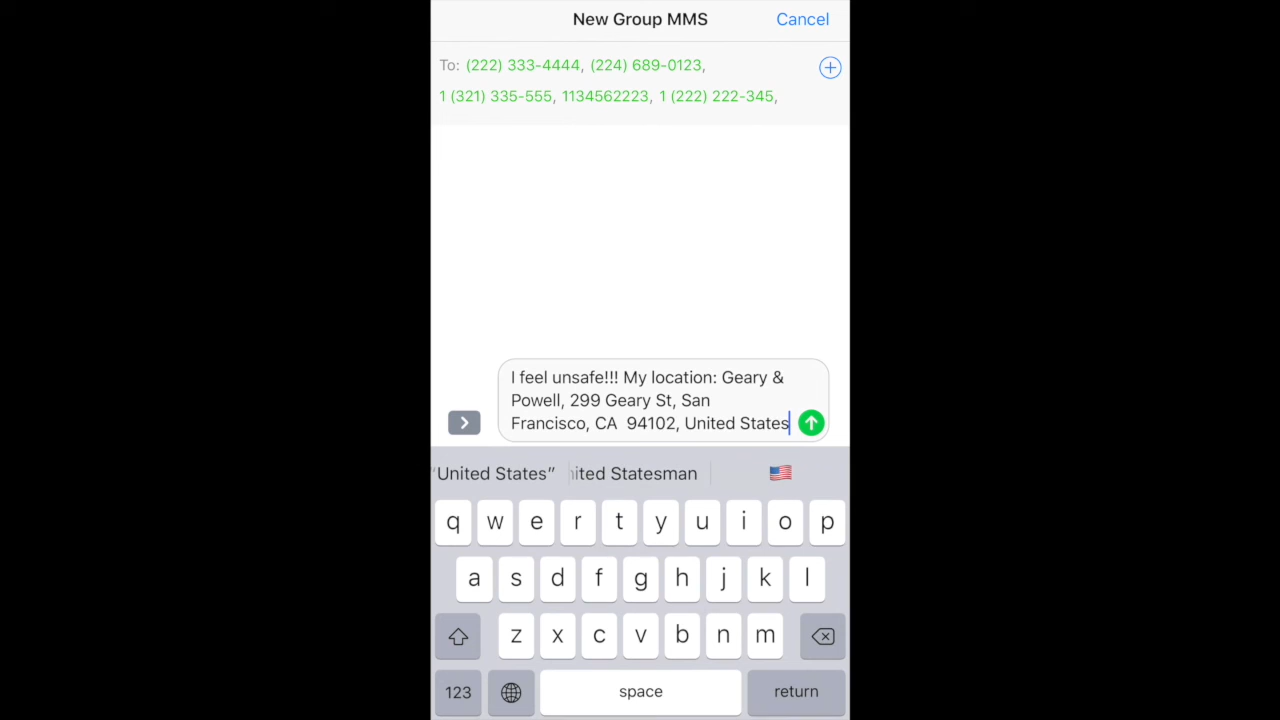 New Group MMS Cancel
To: (222) 333-4444, (224) 689-0123,
1 (321) 335-555, 1134562223, 1 (222) 222-345,
I feel unsafe!!! My location: Geary &
Powell, 299 Geary St, San
Francisco, CA  94102, United States
"United States" ited Statesman
q w e r t y u i o p
a s d f g h j k l
z x c v b n m
123 space return